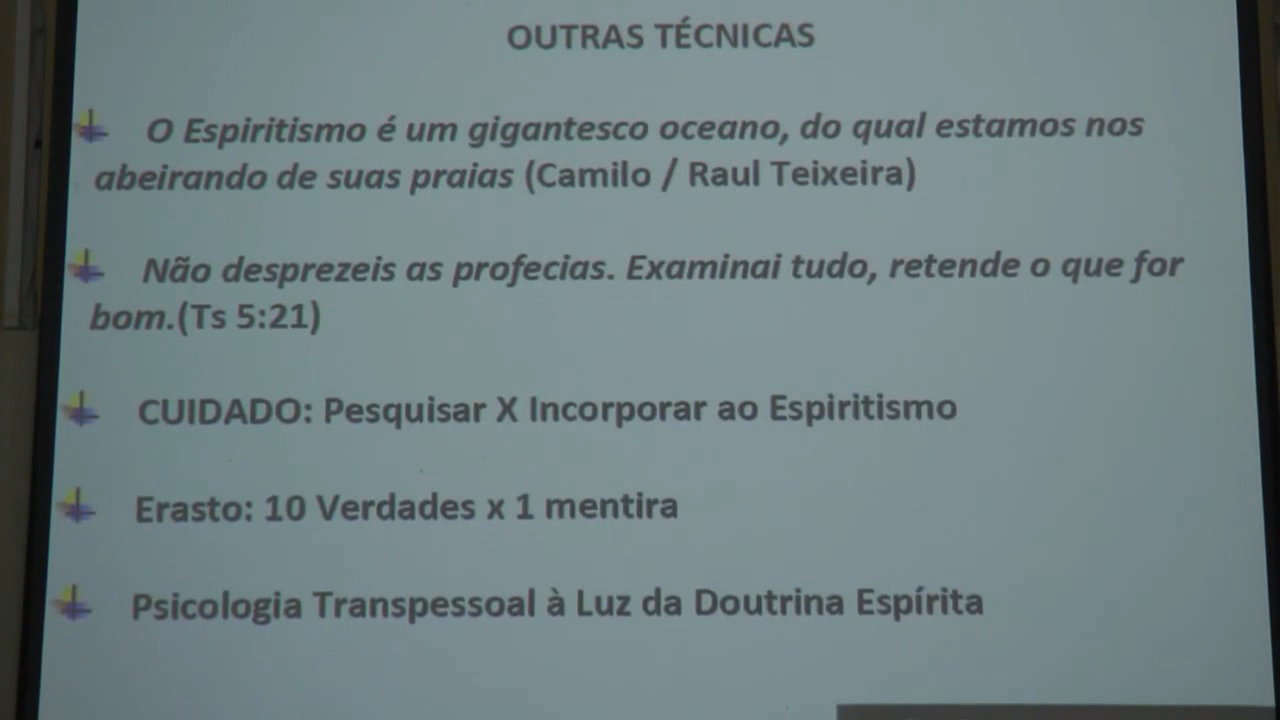 OUTRAS TÉCNICAS
O Espiritismo é um gigantesco oceano, do qual estamos nos
abeirando de suas praias (Camilo / Raul Teixeira)
Não desprezeis as profecias. Examinai tudo, retende o que for
bom.(Ts 5:21)
CUIDADO: Pesquisar X Incorporar ao Espiritismo
Erasto: 10 Verdades x 1 mentira
Psicologia Transpessoal à Luz da Doutrina Espírita